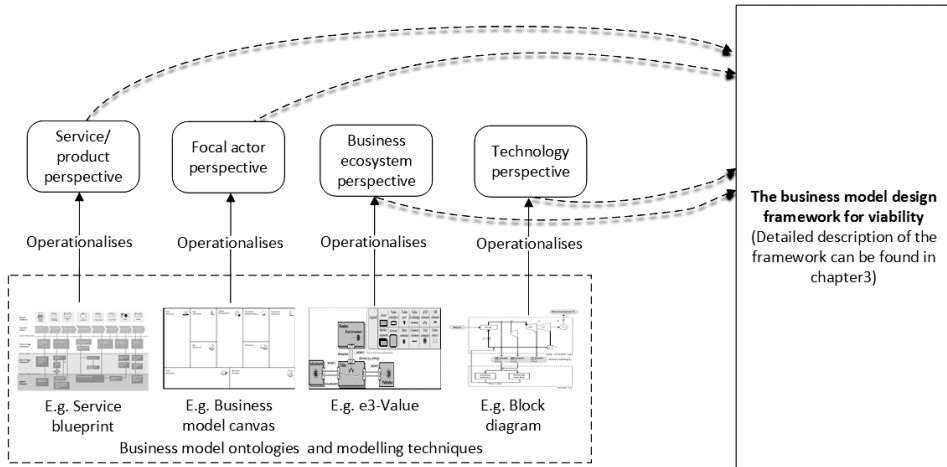 Service/
product
perspective
Focal actor
perspective
Business
ecosystem
perspective
Technology
perspective
Operationalises
Operationalises
Operationalises
Operationalises
The business model design
framework for viability
(Detailed description of the
framework can be found in
chapter3)
E.g. Service
blueprint
E.g. Business
model canvas
E.g. e3-Value
E.g. Block
diagram
Business model ontologies and modelling techniques